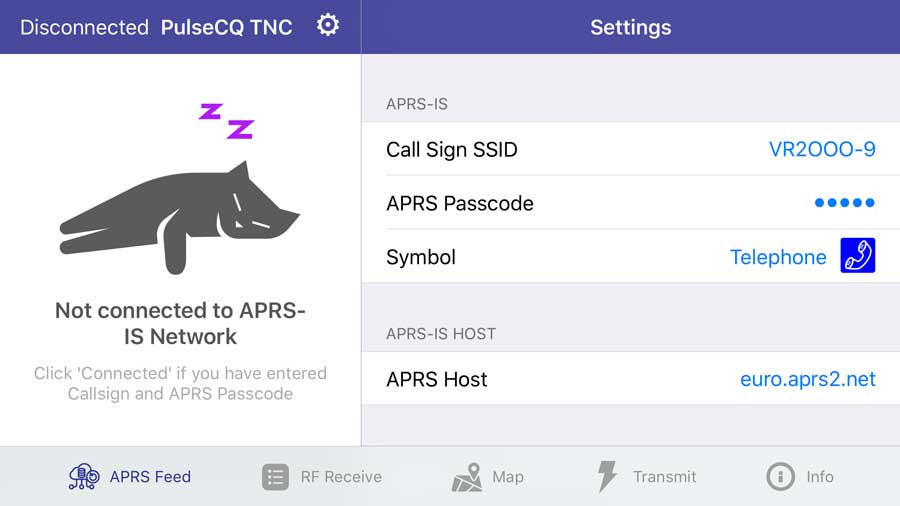 Disconnected PulseCQ TNC
Settings
Z
Z
Not connected to APRS-
IS Network
Click 'Connected' if you have entered
Callsign and APRS Passcode
APRS-IS
Call Sign SSID VR2OOO-9
APRS Passcode •••••
Symbol Telephone
APRS-IS HOST
APRS Host euro.aprs2.net
APRS Feed
RF Receive
Map
Transmit
Info